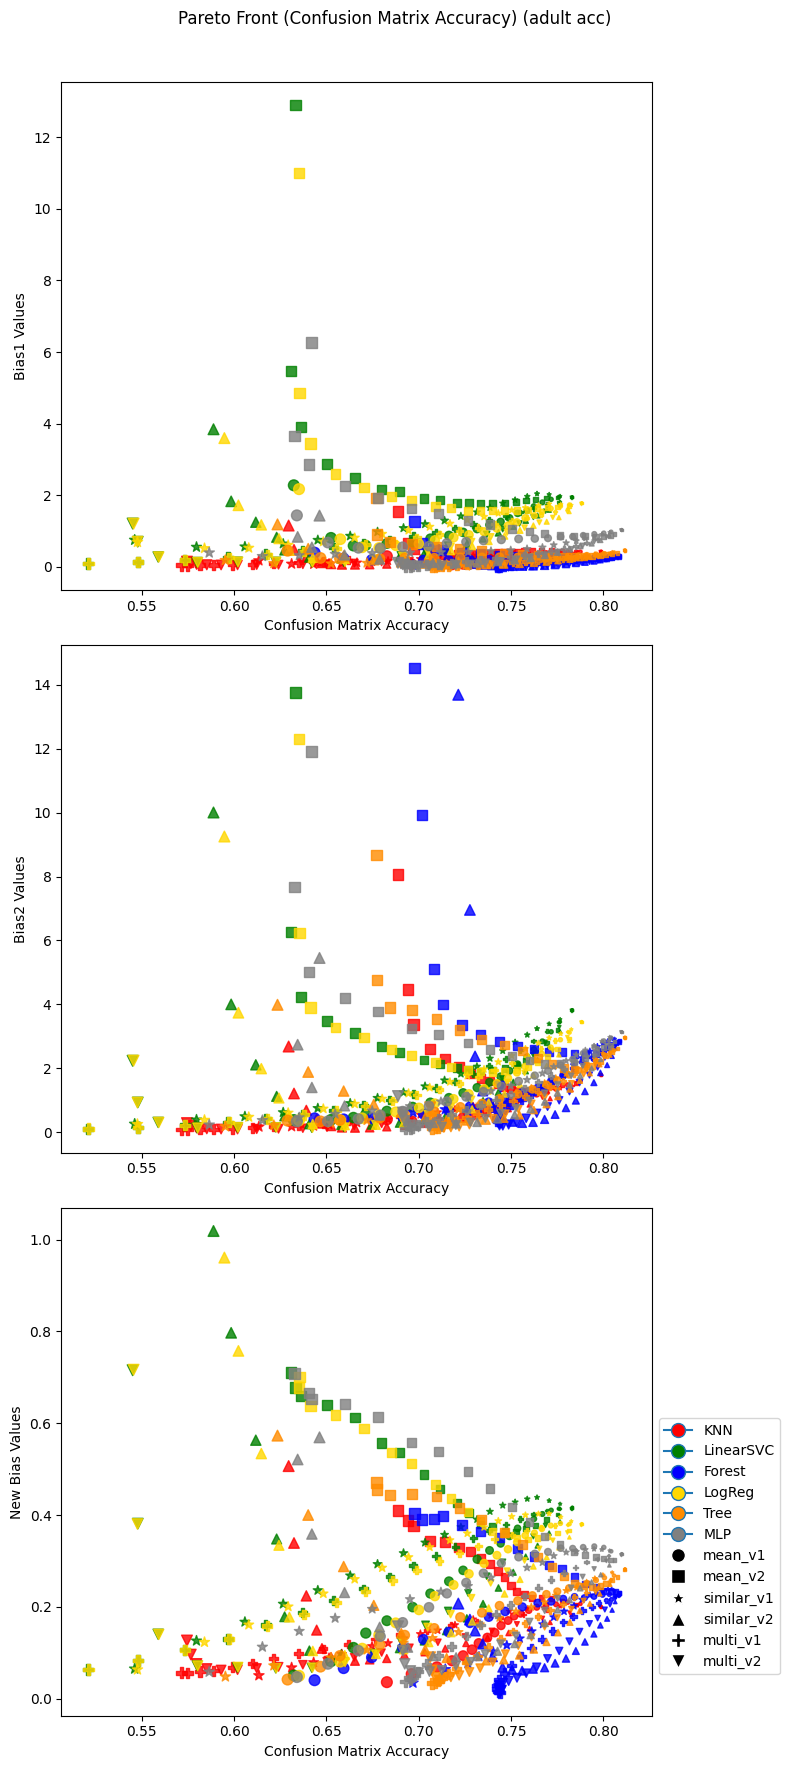 Pareto Front (Confusion Matrix Accuracy) (adult acc)
12
10
8
6
4
2
0
Bias1 Values
0.55 0.60 0.65 0.70 0.75 0.80
Confusion Matrix Accuracy
14
12
10
8
6
4
2
0
Bias2 Values
0.55 0.60 0.65 0.70 0.75 0.80
Confusion Matrix Accuracy
1.0
0.8
0.6
0.4
0.2
0.0
New Bias Values
0.55 0.60 0.65 0.70 0.75 0.80
Confusion Matrix Accuracy
KNN
LinearSVC
Forest
LogReg
Tree
MLP
mean_v1
mean_v2
similar_v1
similar_v2
multi_v1
multi_v2